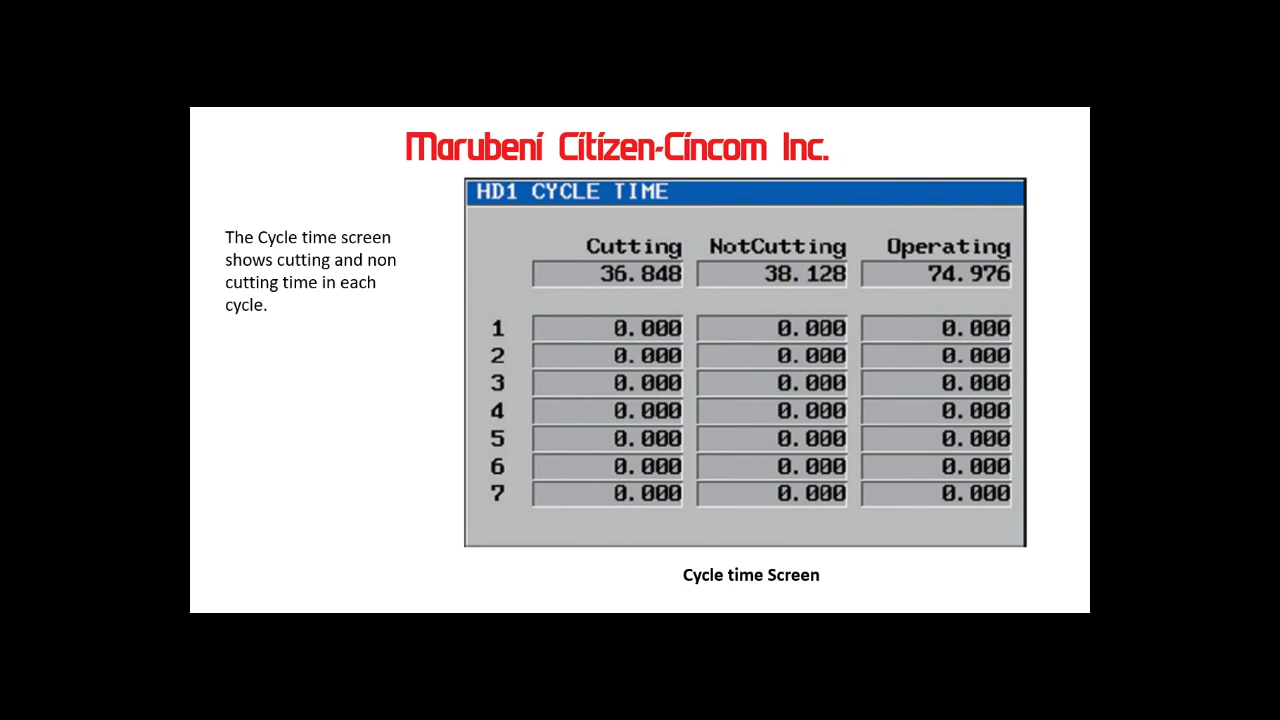 Marubeni Citizen-Cincom Inc.
HD1 CYCLE TIME
The Cycle time screen
shows cutting and non
cutting time in each
cycle.
Cutting NotCutting Operating
36.848 38.128 74.976
1 0.000 0.000 0.000
2 0.000 0.000 0.000
3 0.000 0.000 0.000
4 0.000 0.000 0.000
5 0.000 0.000 0.000
6 0.000 0.000 0.000
7 0.000 0.000 0.000
Cycle time Screen